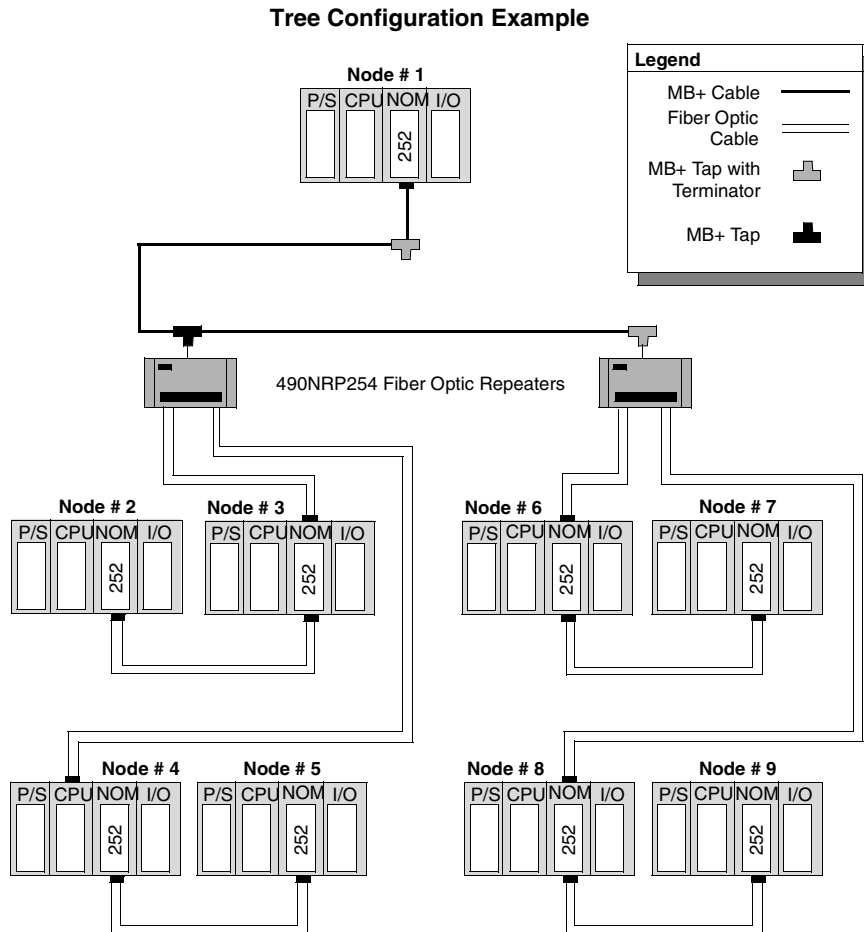 Tree Configuration Example
Legend
MB+ Cable
Fiber Optic
Cable
MB+ Tap with
Terminator
MB+ Tap
Node # 1
P/S CPU NOM I/O
252
490NRP254 Fiber Optic Repeaters
Node # 2
P/S CPU NOM I/O
252
Node # 3
P/S CPU NOM I/O
252
Node # 6
P/S CPU NOM I/O
252
Node # 7
P/S CPU NOM I/O
252
Node # 4
P/S CPU NOM I/O
252
Node # 5
P/S CPU NOM I/O
252
Node # 8
P/S CPU NOM I/O
252
Node # 9
P/S CPU NOM I/O
252